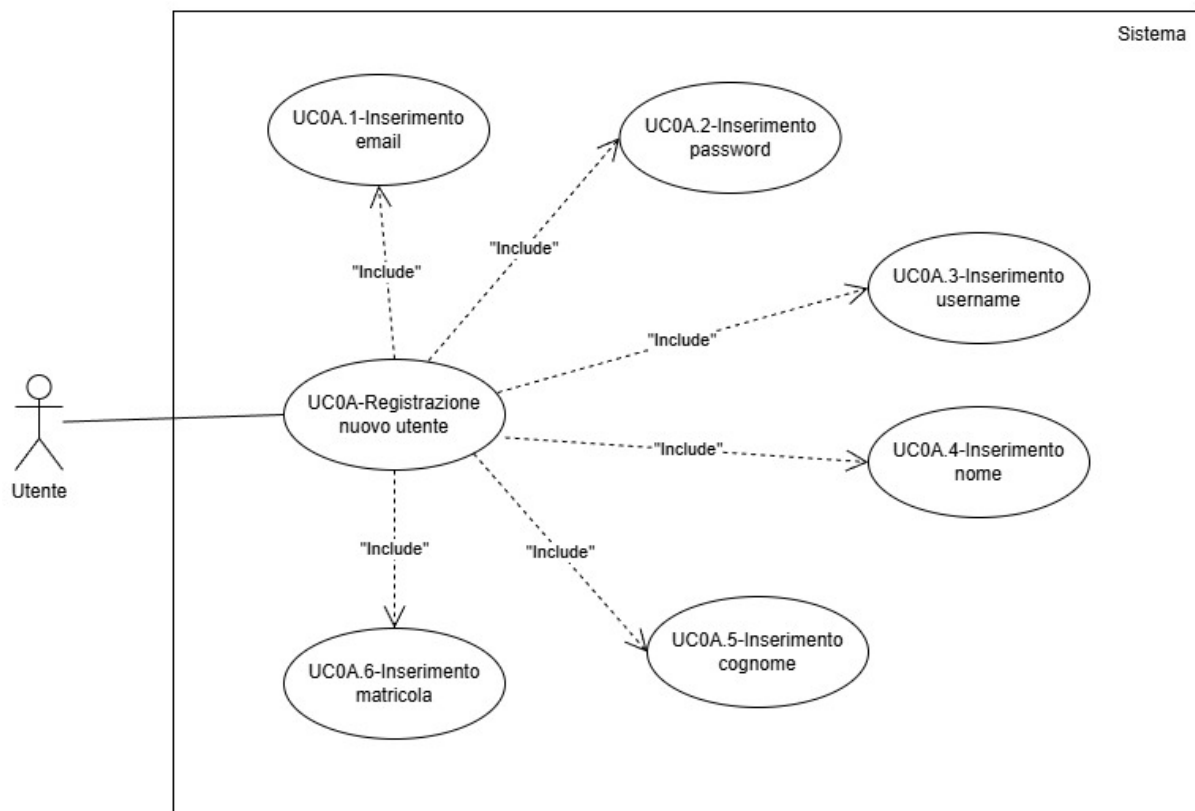 Sistema
UC0A.1-Inserimento
email
UC0A.2-Inserimento
password
"Include"
"Include"
UC0A.3-Inserimento
username
"Include"
UC0A-Registrazione
nuovo utente
Utente
"Include"
UC0A.4-Inserimento
nome
"Include"
"Include"
UC0A.5-Inserimento
cognome
UC0A.6-Inserimento
matricola